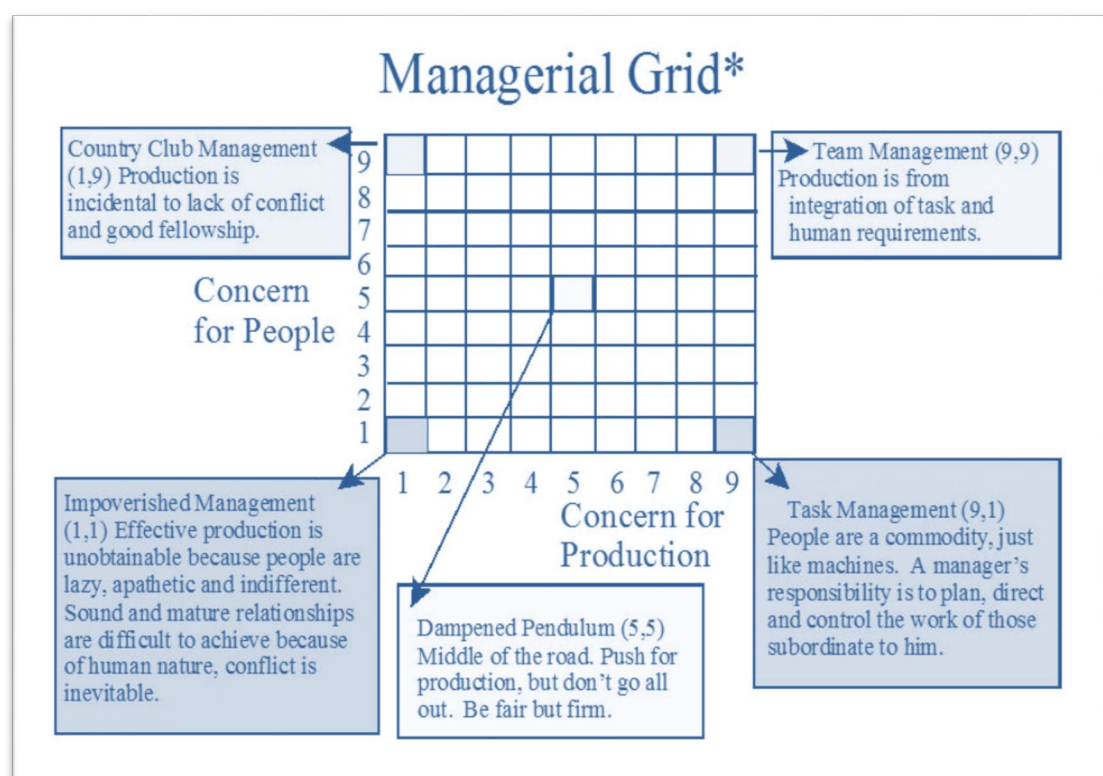 Managerial Grid*
Country Club Management
(1,9) Production is
incidental to lack of conflict
and good fellowship.
Team Management (9,9)
Production is from
integration of task and
human requirements.
Concern
for People
9
8
7
6
5
4
3
2
1
1 2 3 4 5 6 7 8 9
Concern for
Production
Impoverished Management
(1,1) Effective production is
unobtainable because people are
lazy, apathetic and indifferent.
Sound and mature relationships
are difficult to achieve because
of human nature, conflict is
inevitable.
Dampened Pendulum (5,5)
Middle of the road. Push for
production, but don't go all
out. Be fair but firm.
Task Management (9,1)
People are a commodity, just
like machines. A manager's
responsibility is to plan, direct
and control the work of those
subordinate to him.